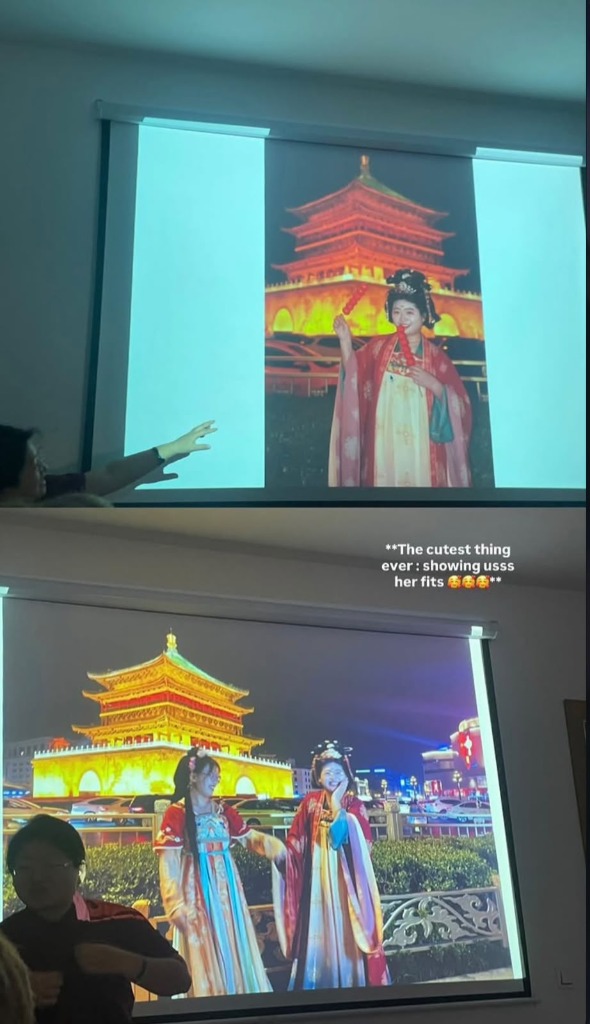 **The cutest thing
ever : showing usss
her fits 🥰🥰🥰**